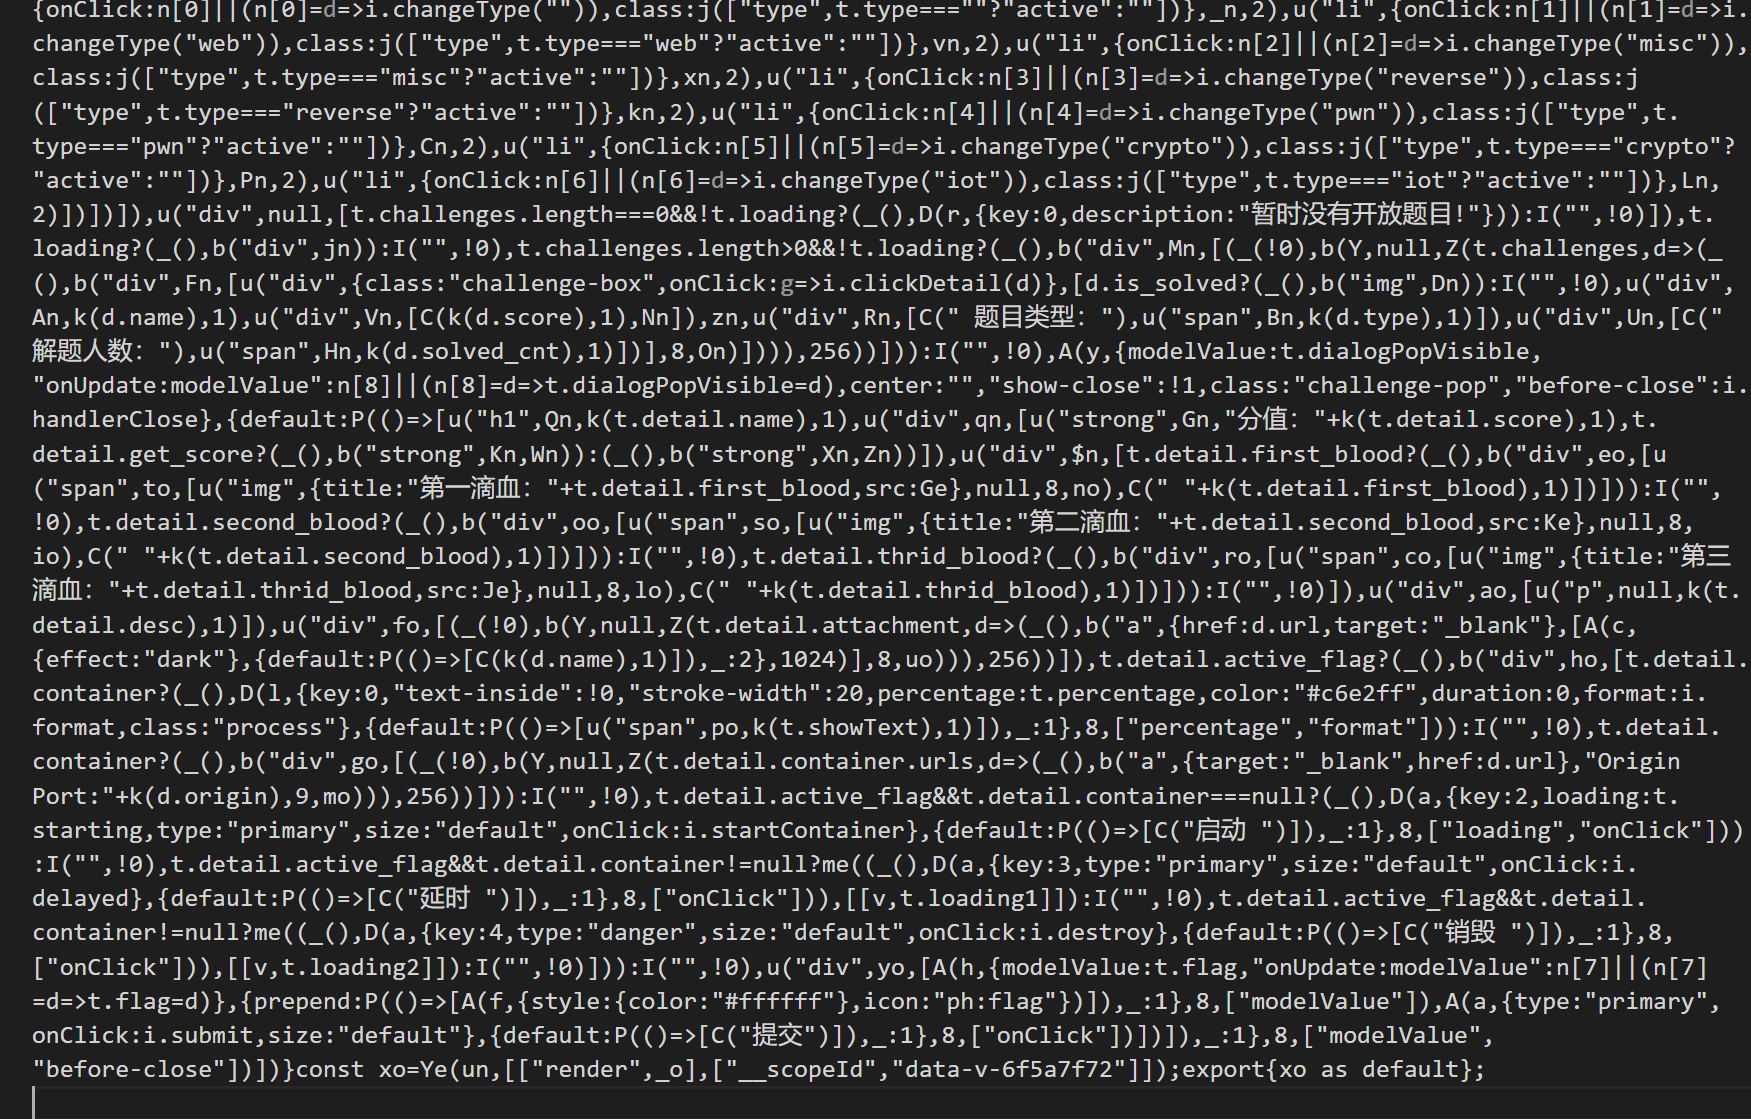 {onClick:n[0]||(n[0]=d=>i.changeType("")),class:j(["type",t.type===""?"active":""])},_n,2),u("li",{onClick:n[1]||(n[1]=d=>i.
changeType("web")),class:j(["type",t.type==="web"?"active":""])},vn,2),u("li",{onClick:n[2]||(n[2]=d=>i.changeType("misc")),
class:j(["type",t.type==="misc"?"active":""])},xn,2),u("li",{onClick:n[3]||(n[3]=d=>i.changeType("reverse")),class:j
(["type",t.type==="reverse"?"active":""])},kn,2),u("li",{onClick:n[4]||(n[4]=d=>i.changeType("pwn")),class:j(["type",t.
type==="pwn"?"active":""])},Cn,2),u("li",{onClick:n[5]||(n[5]=d=>i.changeType("crypto")),class:j(["type",t.type==="crypto"?
"active":""])},Pn,2),u("li",{onClick:n[6]||(n[6]=d=>i.changeType("iot")),class:j(["type",t.type==="iot"?"active":""])},Ln,
2)])])]),u("div",null,[t.challenges.length===0&&!t.loading?(_(),D(r,{key:0,description:"暂时没有开放题目!"})):I("",!0)]),t.
loading?(_(),b("div",jn)):I("",!0),t.challenges.length>0&&!t.loading?(_(),b("div",Mn,[(_(!0),b(Y,null,Z(t.challenges,d=>(_
(),b("div",Fn,[u("div",{class:"challenge-box",onClick:g=>i.clickDetail(d)},[d.is_solved?(_(),b("img",Dn)):I("",!0),u("div",
An,k(d.name),1),u("div",Vn,[C(k(d.score),1),Nn]),zn,u("div",Rn,[C(" 题目类型: "),u("span",Bn,k(d.type),1)]),u("div",Un,[C("
解题人数: "),u("span",Hn,k(d.solved_cnt),1)])],8,On)]))),256))])):I("",!0),A(y,{modelValue:t.dialogPopVisible,
"onUpdate:modelValue":n[8]||(n[8]=d=>t.dialogPopVisible=d),center:"","show-close":!1,class:"challenge-pop","before-close":i.
handlerClose},{default:P(()=>[u("h1",Qn,k(t.detail.name),1),u("div",qn,[u("strong",Gn,"分值: "+k(t.detail.score),1),t.
detail.get_score?(_(),b("strong",Kn,Wn)):(_(),b("strong",Xn,Zn))]),u("div",$n,[t.detail.first_blood?(_(),b("div",eo,[u
("span",to,[u("img",{title:"第一滴血: "+t.detail.first_blood,src:Ge},null,8,no),C(" "+k(t.detail.first_blood),1)])])):I("",
!0),t.detail.second_blood?(_(),b("div",oo,[u("span",so,[u("img",{title:"第二滴血: "+t.detail.second_blood,src:Ke},null,8,
io),C(" "+k(t.detail.second_blood),1)])])):I("",!0),t.detail.thrid_blood?(_(),b("div",ro,[u("span",co,[u("img",{title:"第三
滴血: "+t.detail.thrid_blood,src:Je},null,8,lo),C(" "+k(t.detail.thrid_blood),1)])])):I("",!0)]),u("div",ao,[u("p",null,k(t.
detail.desc),1)]),u("div",fo,[(_(!0),b(Y,null,Z(t.detail.attachment,d=>(_(),b("a",{href:d.url,target:"_blank"},[A(c,
{effect:"dark"},{default:P(()=>[C(k(d.name),1)]),_:2},1024)],8,uo))),256))]),t.detail.active_flag?(_(),b("div",ho,[t.detail.
container?(_(),D(l,{key:0,"text-inside":!0,"stroke-width":20,percentage:t.percentage,color:"#c6e2ff",duration:0,format:i.
format,class:"process"},{default:P(()=>[u("span",po,k(t.showText),1)]),_:1},8,["percentage","format"])):I("",!0),t.detail.
container?(_(),b("div",go,[(_(!0),b(Y,null,Z(t.detail.container.urls,d=>(_(),b("a",{target:"_blank",href:d.url},"Origin
Port:"+k(d.origin),9,mo))),256))])):I("",!0),t.detail.active_flag&&t.detail.container===null?(_(),D(a,{key:2,loading:t.
starting,type:"primary",size:"default",onClick:i.startContainer},{default:P(()=>[C("启动 ")]),_:1},8,["loading","onClick"]))
:I("",!0),t.detail.active_flag&&t.detail.container!=null?me((_(),D(a,{key:3,type:"primary",size:"default",onClick:i.
delayed},{default:P(()=>[C("延时 ")]),_:1},8,["onClick"])),[[v,t.loading1]]):I("",!0),t.detail.active_flag&&t.detail.
container!=null?me((_(),D(a,{key:4,type:"danger",size:"default",onClick:i.destroy},{default:P(()=>[C("销毁 ")]),_:1},8,
["onClick"])),[[v,t.loading2]]):I("",!0)])):I("",!0),u("div",yo,[A(h,{modelValue:t.flag,"onUpdate:modelValue":n[7]||(n[7]
=d=>t.flag=d)},{prepend:P(()=>[A(f,{style:{color:"#ffffff"},icon:"ph:flag"})]),_:1},8,["modelValue"]),A(a,{type:"primary",
onClick:i.submit,size:"default"},{default:P(()=>[C("提交")]),_:1},8,["onClick"])])]),_:1},8,["modelValue",
"before-close"])])}const xo=Ye(un,[["render",_o],["__scopeId","data-v-6f5a7f72"]]);export{xo as default};